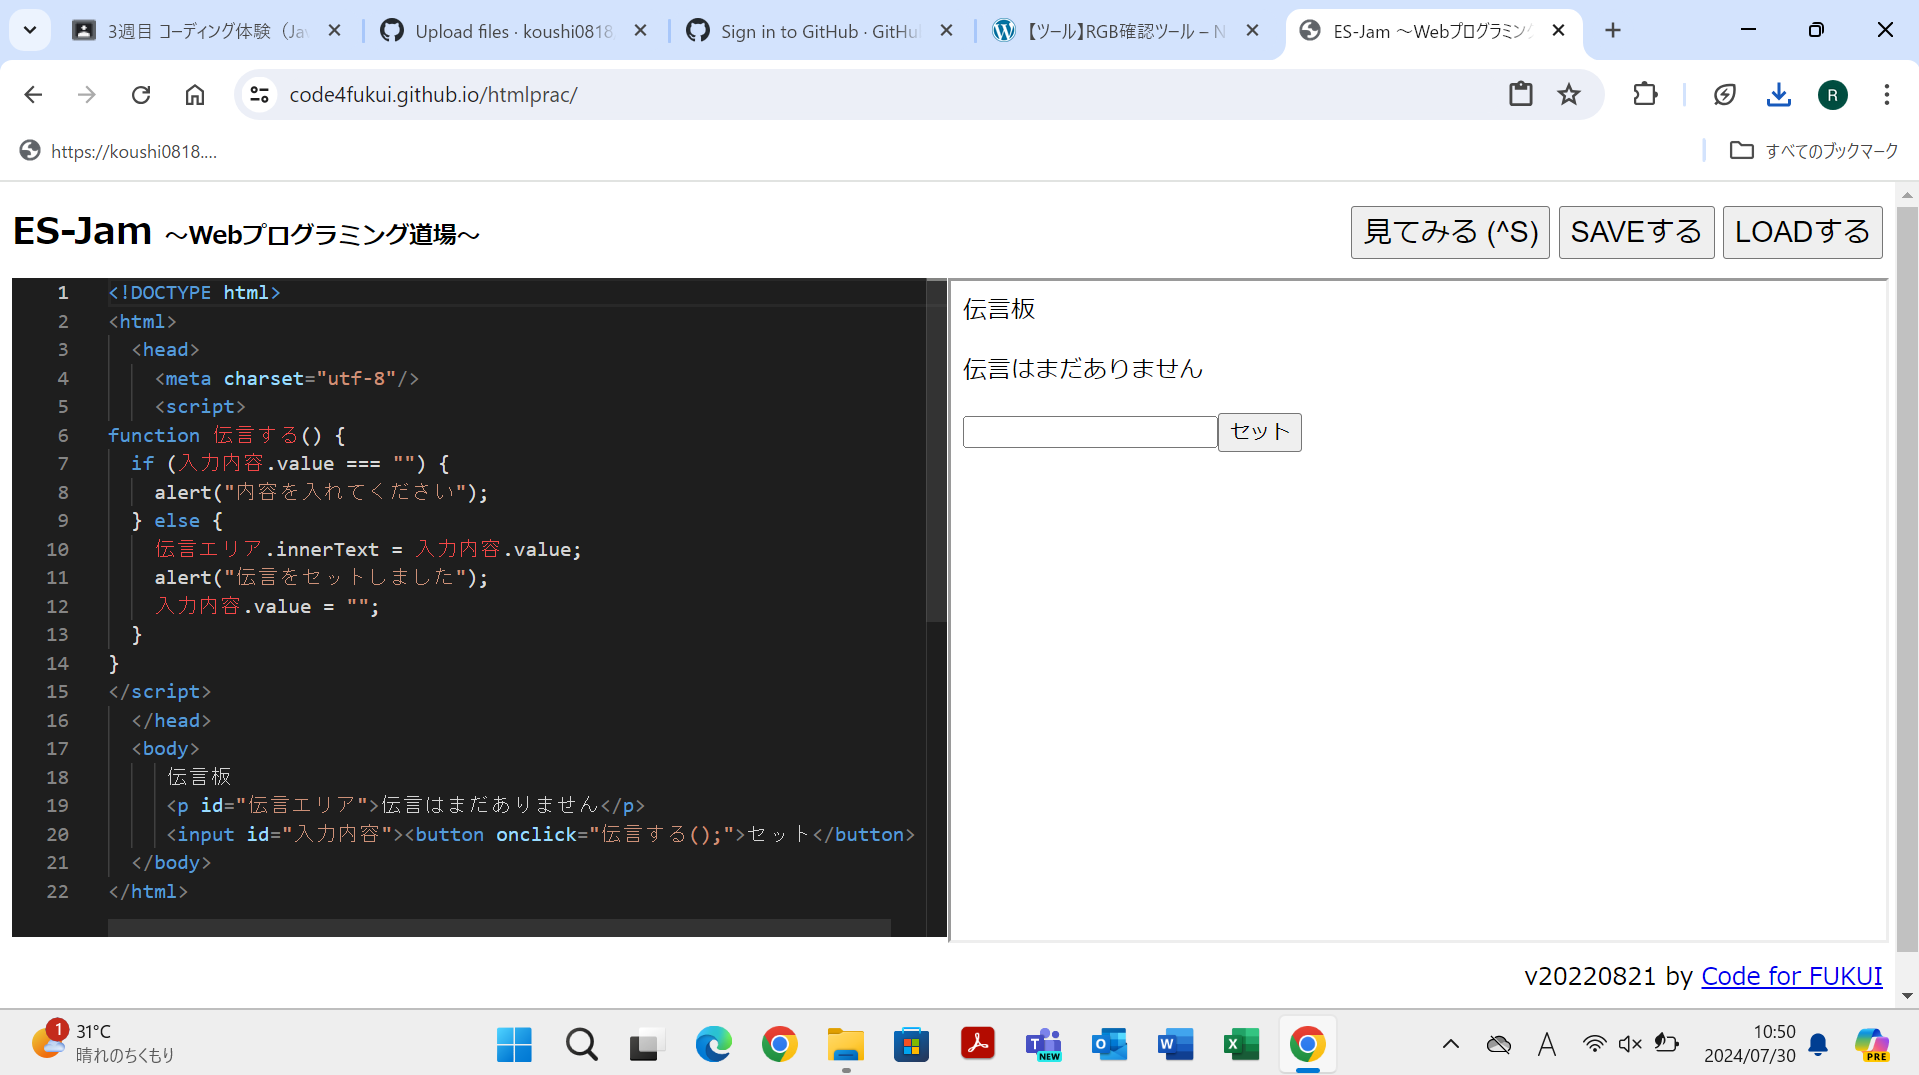 3週目 コーディング体験（Jav
Upload files · koushi0818
Sign in to GitHub · GitHu
【ツール】RGB確認ツール – N
ES-Jam ～Webプログラミング
code4fukui.github.io/htmlprac/
R
https://koushi0818....
すべてのブックマーク
ES-Jam ～Webプログラミング道場～
見てみる (^S)
SAVEする
LOADする
1 <!DOCTYPE html>
2 <html>
3 <head>
4 <meta charset="utf-8"/>
5 <script>
6 function 伝言する() {
7 if (入力内容.value === "") {
8 alert("内容を入れてください");
9 } else {
10 伝言エリア.innerText = 入力内容.value;
11 alert("伝言をセットしました");
12 入力内容.value = "";
13 }
14 }
15 </script>
16 </head>
17 <body>
18 伝言板
19 <p id="伝言エリア">伝言はまだありません</p>
20 <input id="入力内容"><button onclick="伝言する();">セット</button>
21 </body>
22 </html>
伝言板
伝言はまだありません
セット
v20220821 by Code for FUKUI
1
31°C
晴れのちくもり
T
NEW
O
W
X
A
10:50
2024/07/30
PRE